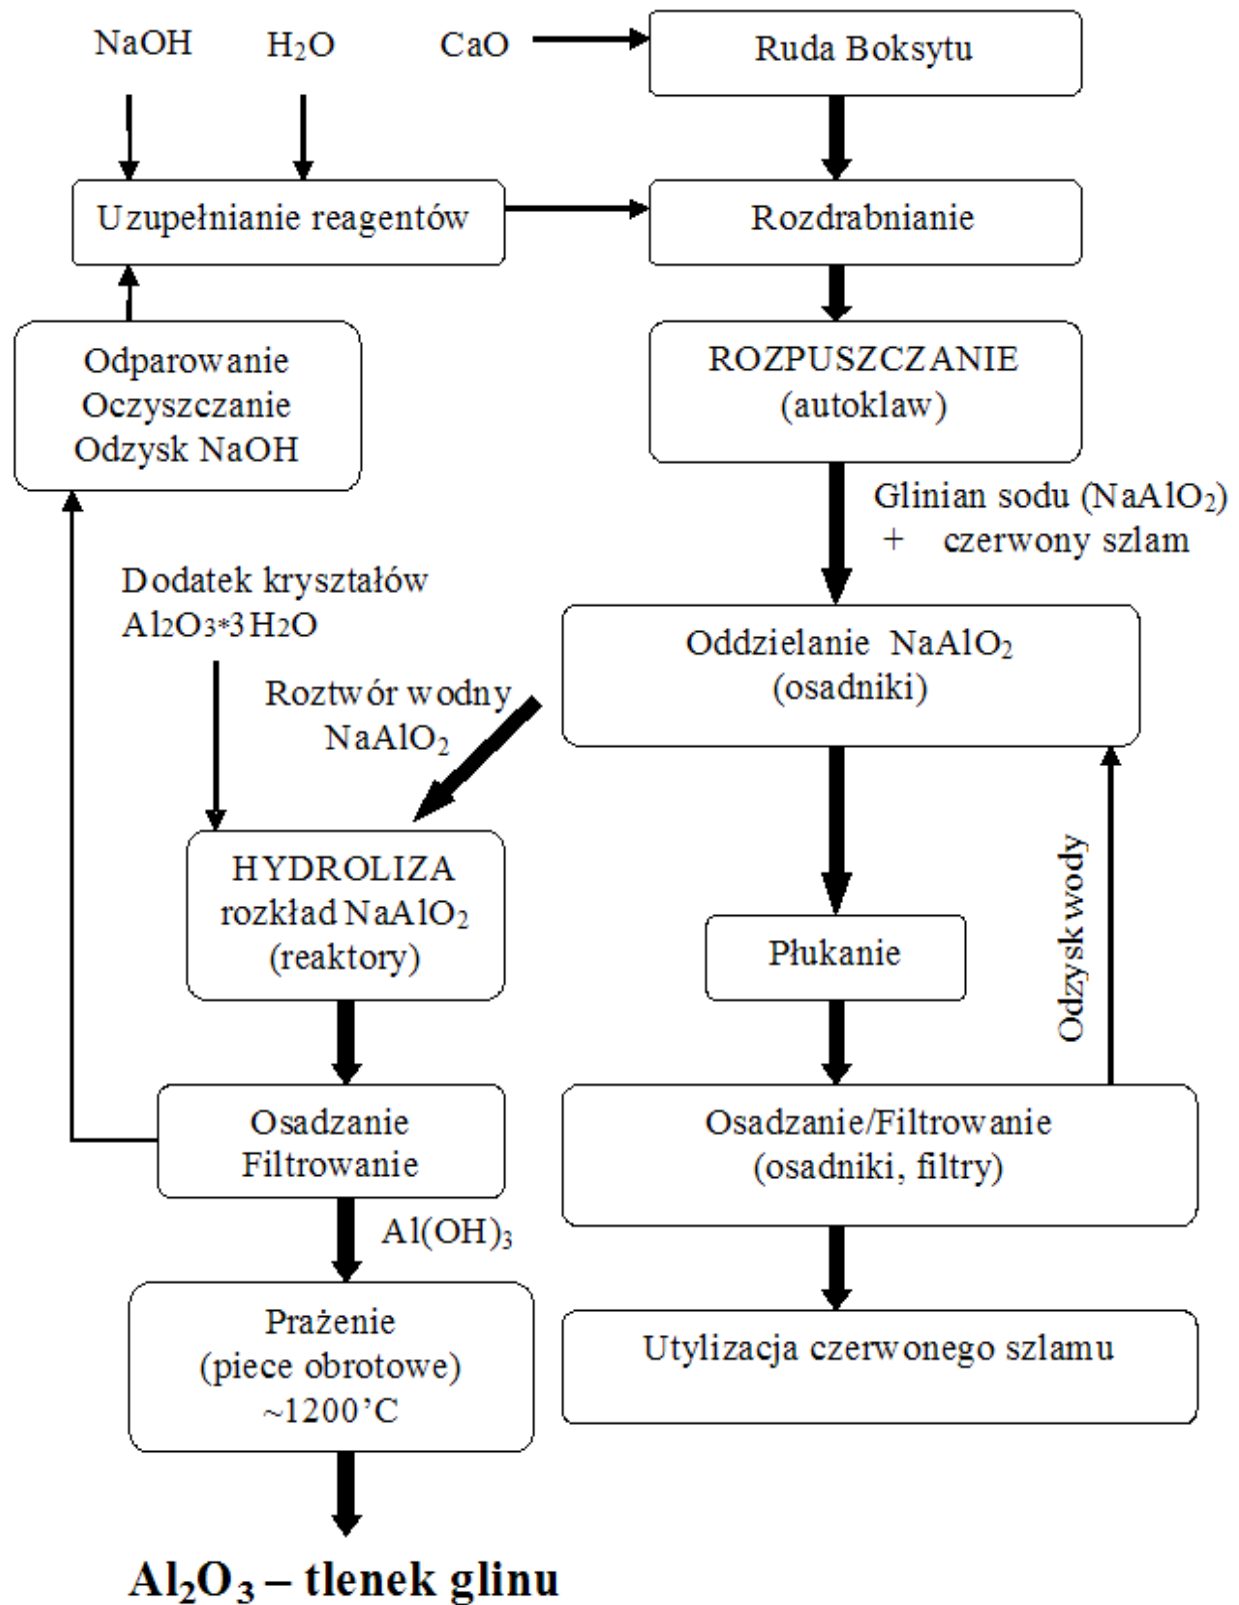 NaOH
H₂O
CaO
Ruda Boksytu
Uzupełnianie reagentów
Rozdrabnianie
Odparowanie
Oczyszczanie
Odzysk NaOH
ROZPUSZCZANIE
(autoklaw)
Glinian sodu (NaAlO₂)
+ czerwony szlam
Dodatek kryształów
Al₂O₃*3H₂O
Oddzielanie NaAlO₂
(osadniki)
Roztwór wodny
NaAlO₂
HYDROLIZA
rozkład NaAlO₂
(reaktory)
Płukanie
Odzysk wody
Osadzanie
Filtrowanie
Osadzanie/Filtrowanie
(osadniki, filtry)
Al(OH)₃
Prażenie
(piece obrotowe)
~1200’C
Utylizacja czerwonego szlamu
Al₂O₃ – tlenek glinu